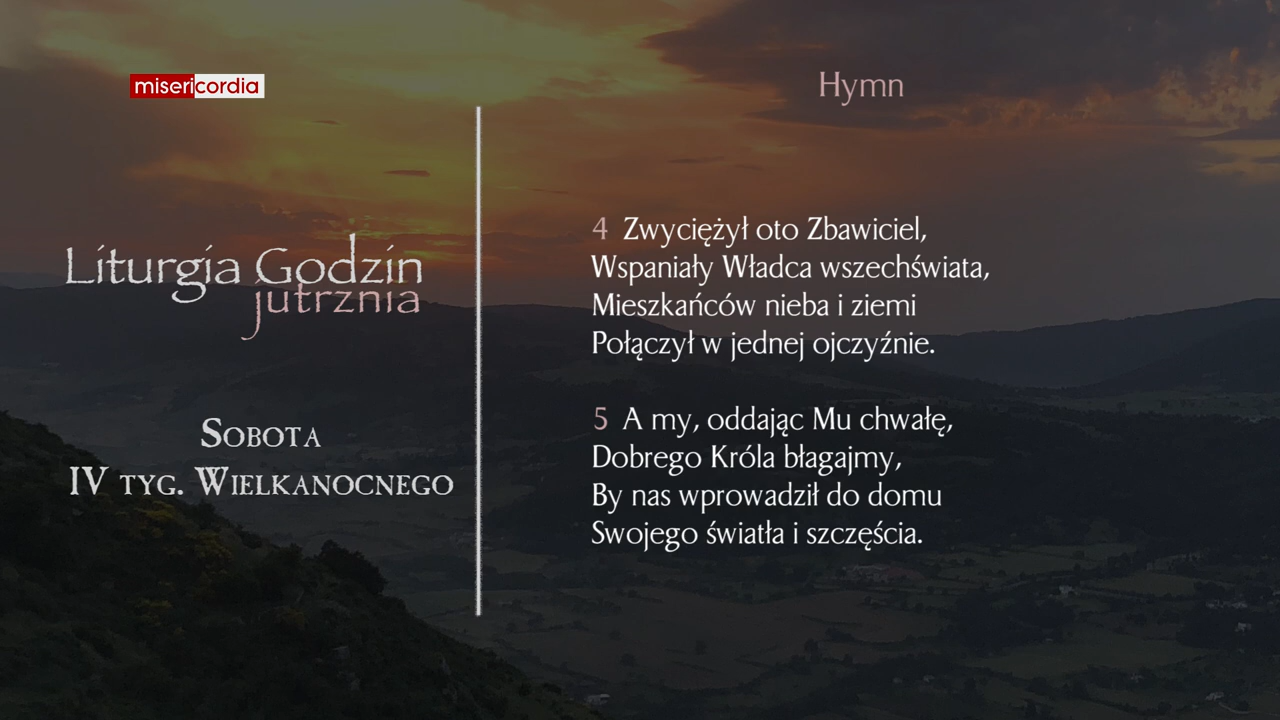 misericordia
Liturgia Godzin
jutrznia
Sobota
IV tyg. Wielkanocnego
Hymn
4 Zwyciężył oto Zbawiciel,
Wspaniały Władca wszechświata,
Mieszkańców nieba i ziemi
Połączył w jednej ojczyźnie.
5 A my, oddając Mu chwałę,
Dobrego Króla błagajmy,
By nas wprowadził do domu
Swojego światła i szczęścia.